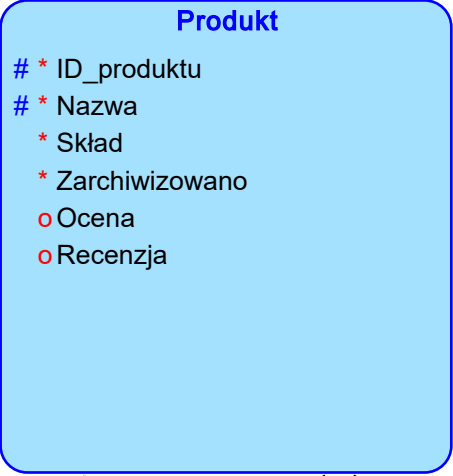 Produkt
# * ID_produktu
# * Nazwa
* Skład
* Zarchiwizowano
o Ocena
o Recenzja